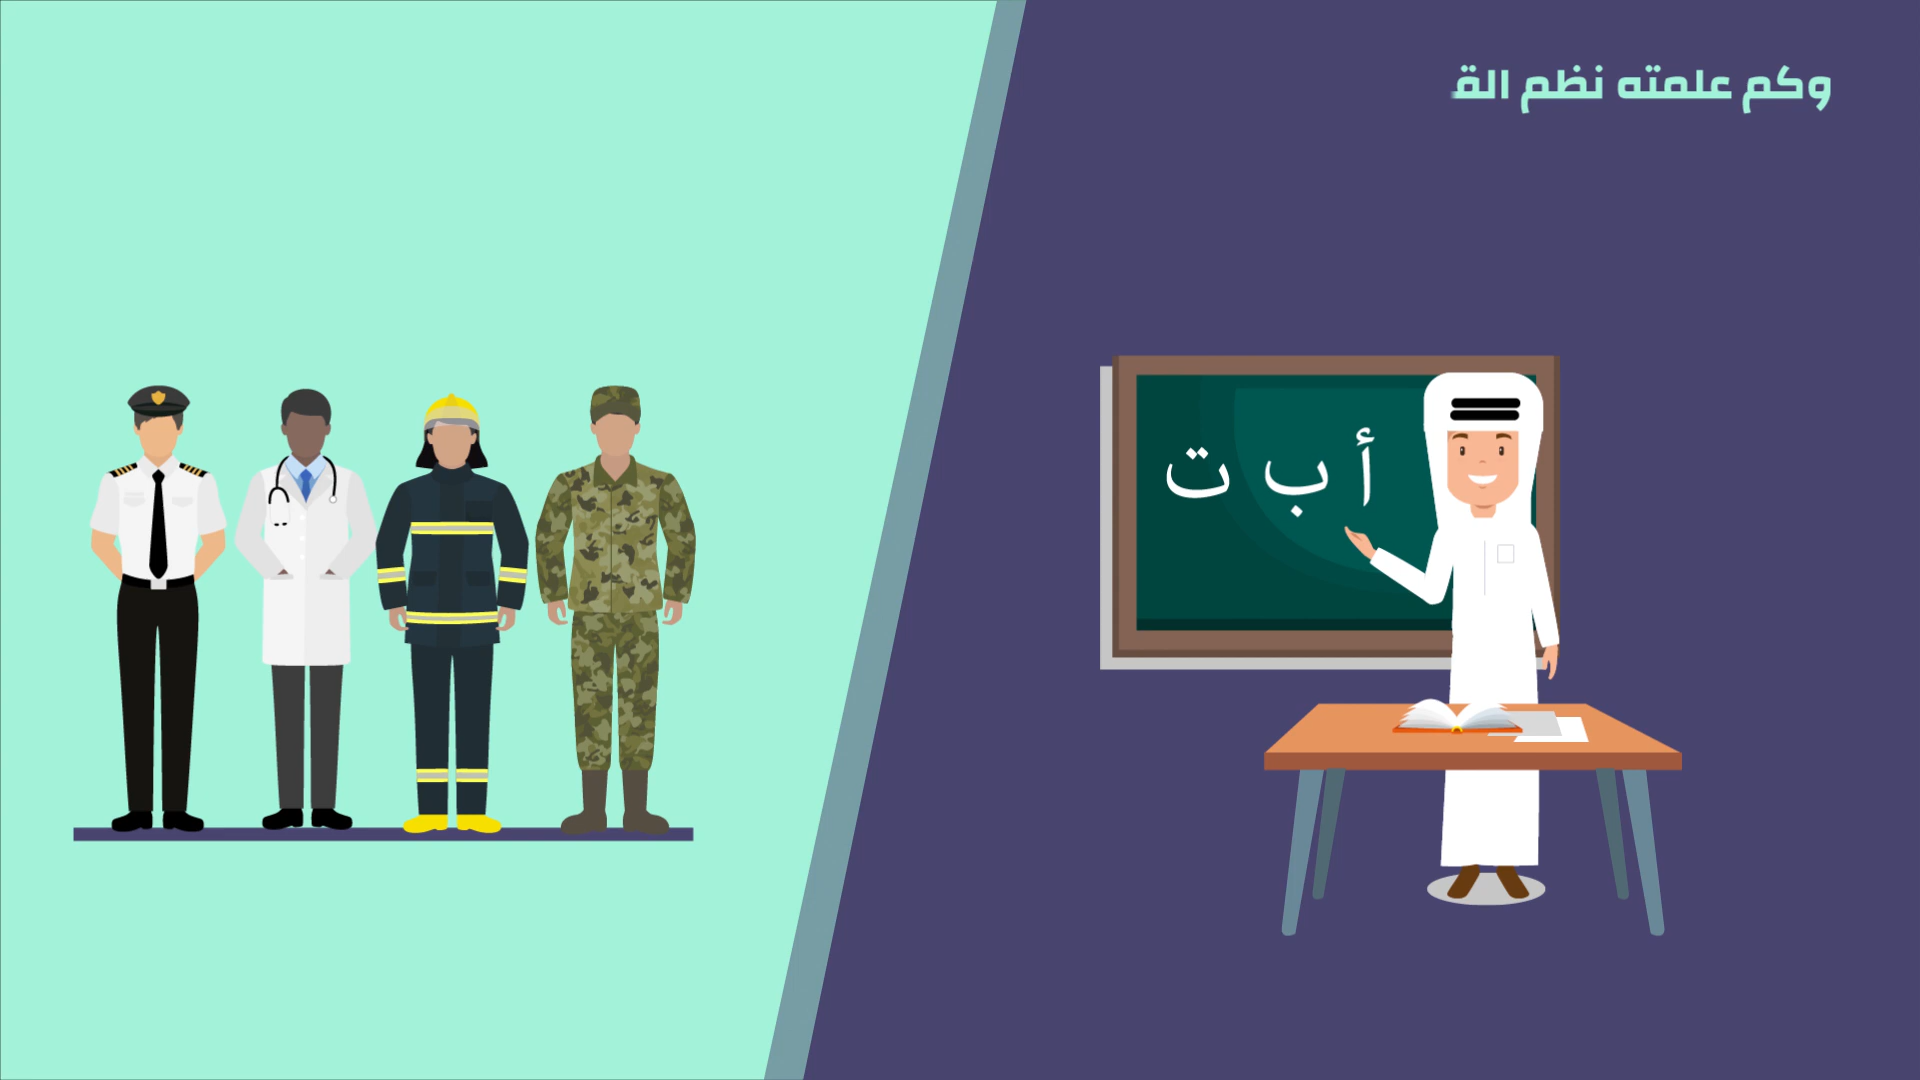 وكم علمته نظم الق
أ ب ت